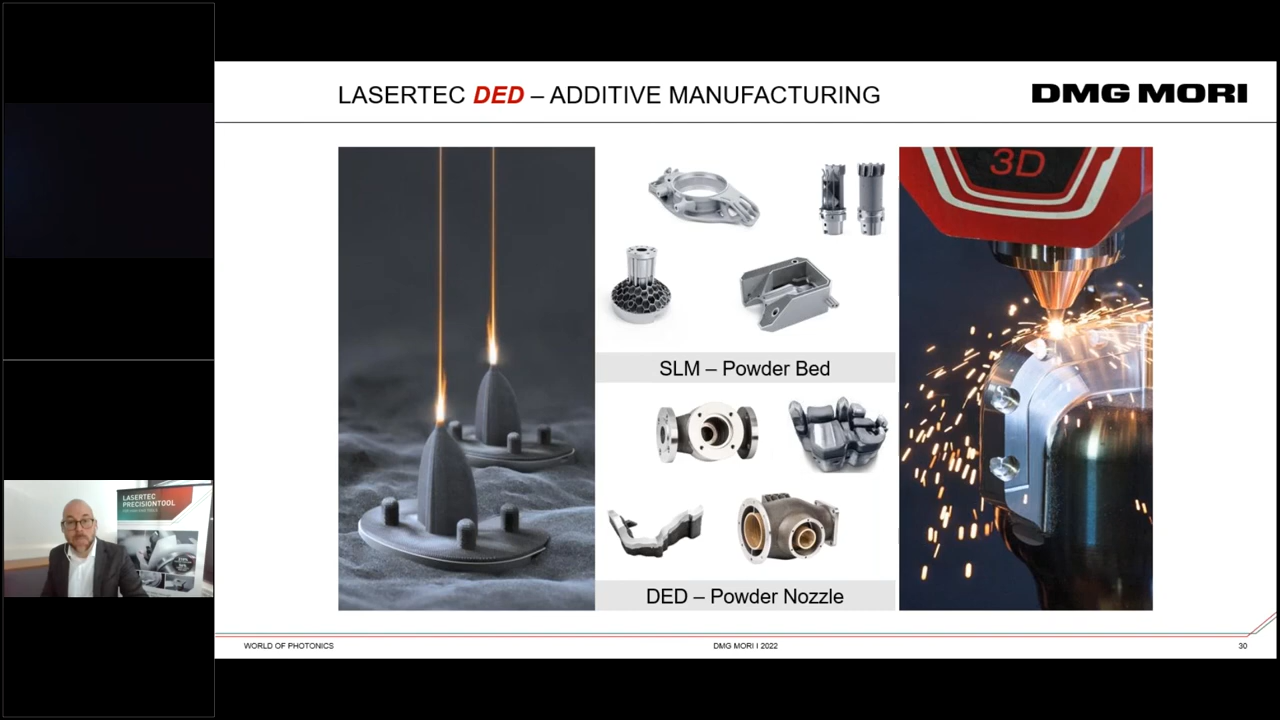 LASERTEC DED – ADDITIVE MANUFACTURING
DMG MORI
3D
SLM – Powder Bed
DED – Powder Nozzle
LASERTEC
PRECISIONTOOL
WORLD OF PHOTONICS
DMG MORI I 2022
30